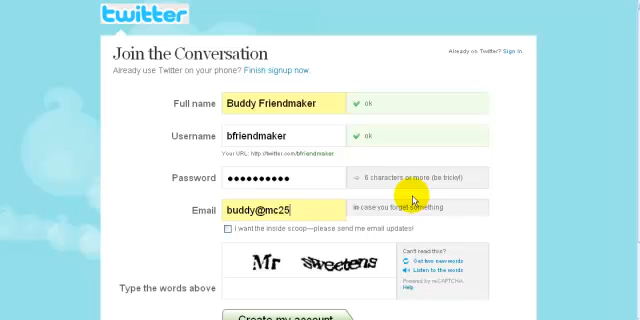 twitter
Join the Conversation
Already on Twitter? Sign in.
Already use Twitter on your phone? Finish signup now.
Full name Buddy Friendmaker ok
Username bfriendmaker ok
Your URL: http://twitter.com/bfriendmaker
Password ●●●●●●●●●● 6 characters or more (be tricky!)
Email buddy@mc25 in case you forget something
I want the inside scoop—please send me email updates!
Can't read this?
Get two new words
Listen to the words
Powered by reCAPTCHA.
Help
Mr sweetens
Type the words above
Create my account